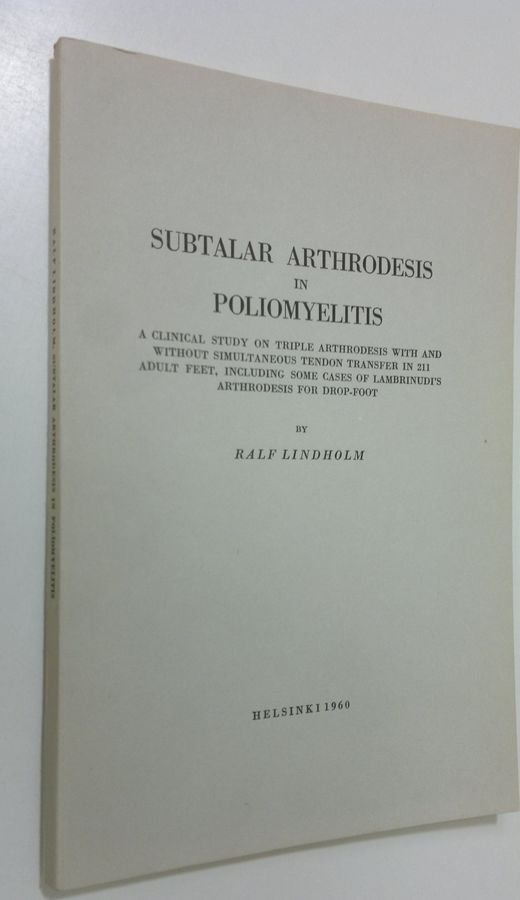 SUBTALAR ARTHRODESIS
IN
POLIOMYELITIS
A CLINICAL STUDY ON TRIPLE ARTHRODESIS WITH AND
WITHOUT SIMULTANEOUS TENDON TRANSFER IN 211
ADULT FEET, INCLUDING SOME CASES OF LAMBRINUDI'S
ARTHRODESIS FOR DROP-FOOT
BY
RALF LINDHOLM
HELSINKI 1960
RALF LINDHOLM: SUBTALAR ARTHRODESIS IN POLIOMYELITIS